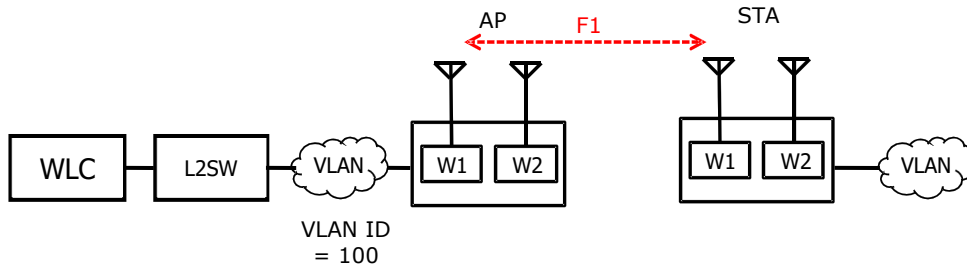 AP
STA
F1
WLC
L2SW
VLAN
W1
W2
W1
W2
VLAN
VLAN ID
= 100